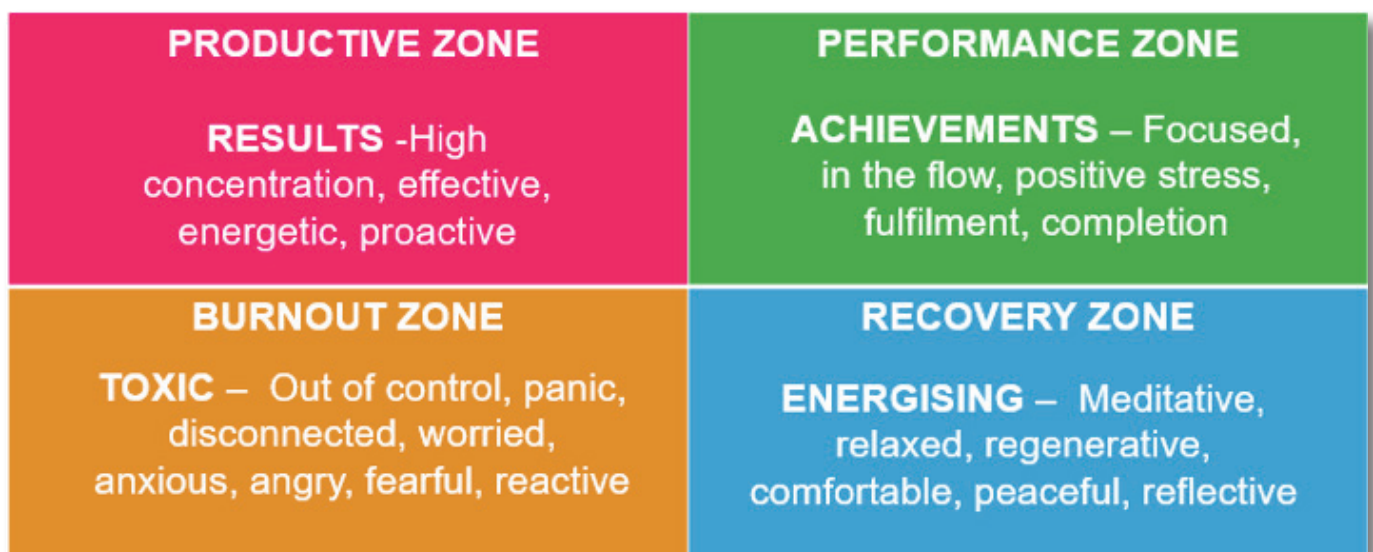 PRODUCTIVE ZONE
RESULTS -High
concentration, effective,
energetic, proactive
PERFORMANCE ZONE
ACHIEVEMENTS – Focused,
in the flow, positive stress,
fulfilment, completion
BURNOUT ZONE
TOXIC – Out of control, panic,
disconnected, worried,
anxious, angry, fearful, reactive
RECOVERY ZONE
ENERGISING – Meditative,
relaxed, regenerative,
comfortable, peaceful, reflective